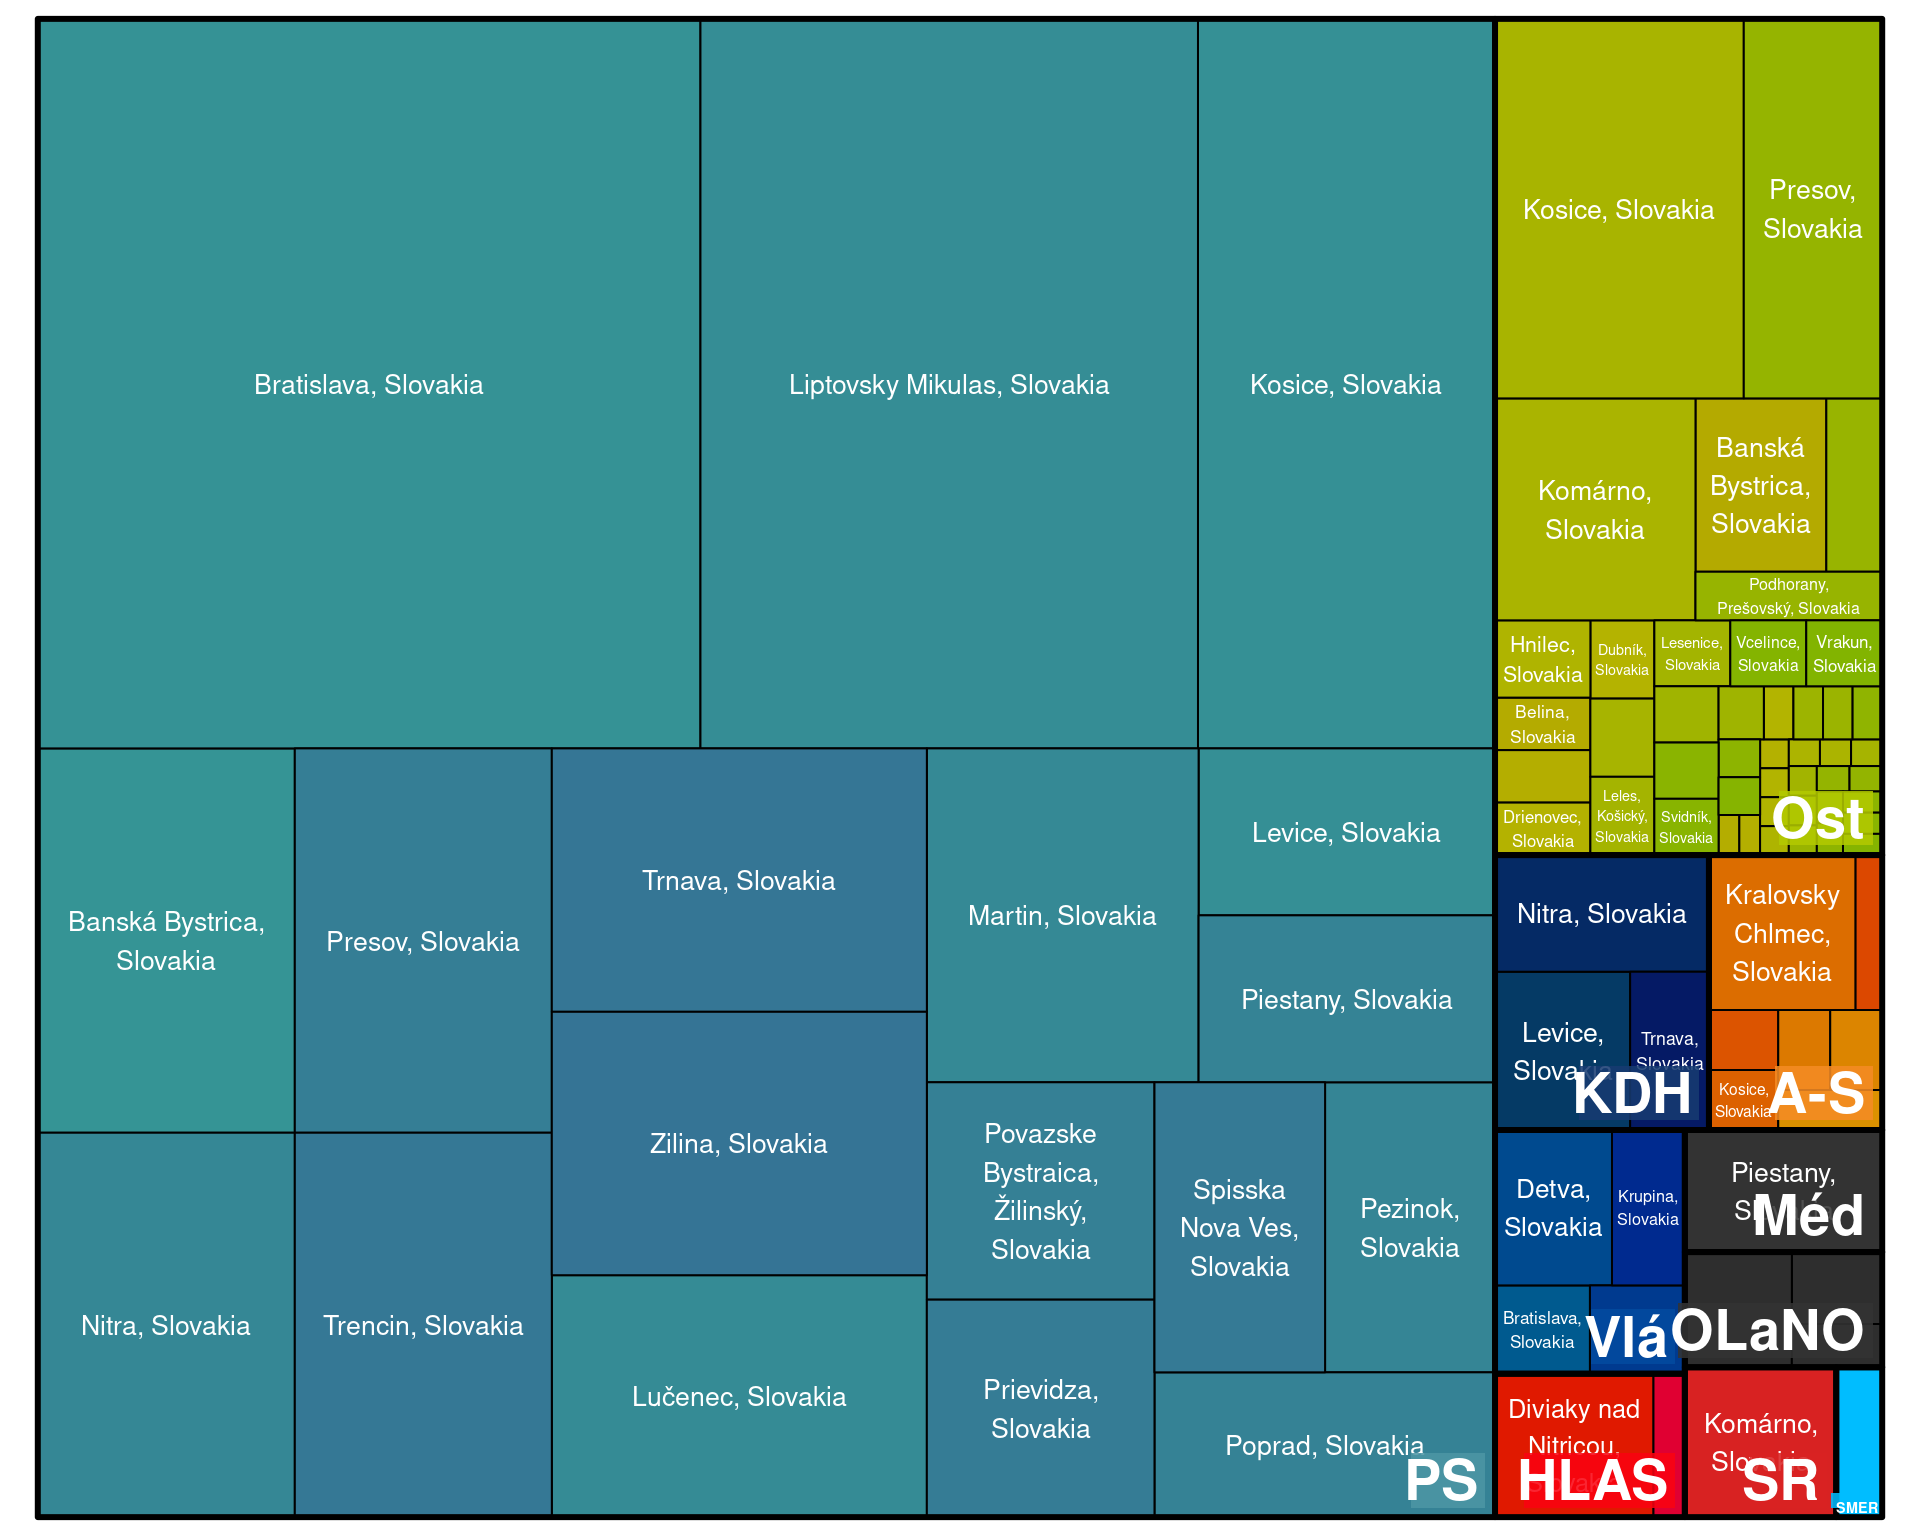 Bratislava, Slovakia
Liptovsky Mikulas, Slovakia
Kosice, Slovakia
Banská Bystrica,
Slovakia
Presov, Slovakia
Trnava, Slovakia
Martin, Slovakia
Levice, Slovakia
Piestany, Slovakia
Zilina, Slovakia
Nitra, Slovakia
Trencin, Slovakia
Lučenec, Slovakia
Povazske
Bystraica,
Žilinský,
Slovakia
Spisska
Nova Ves,
Slovakia
Pezinok,
Slovakia
Prievidza,
Slovakia
Poprad, Slovakia
PS
Kosice, Slovakia
Presov,
Slovakia
Komárno,
Slovakia
Banská
Bystrica,
Slovakia
Podhorany,
Prešovský, Slovakia
Hnilec,
Slovakia
Dubník,
Slovakia
Lesenice,
Slovakia
Vcelince,
Slovakia
Vrakun,
Slovakia
Belina,
Slovakia
Drienovec,
Slovakia
Leles,
Košický,
Slovakia
Svidník,
Slovakia
Ost
Nitra, Slovakia
Levice,
Slovakia
Trnava,
Slovakia
KDH
Kralovsky
Chlmec,
Slovakia
Kosice,
Slovakia
A-S
Detva,
Slovakia
Krupina,
Slovakia
Bratislava,
Slovakia
Vlá
Piestany,
Méd
OLaNO
Diviaky nad
Nitricou,
Slovakia
HLAS
Komárno,
Slovakia
SR
SMER